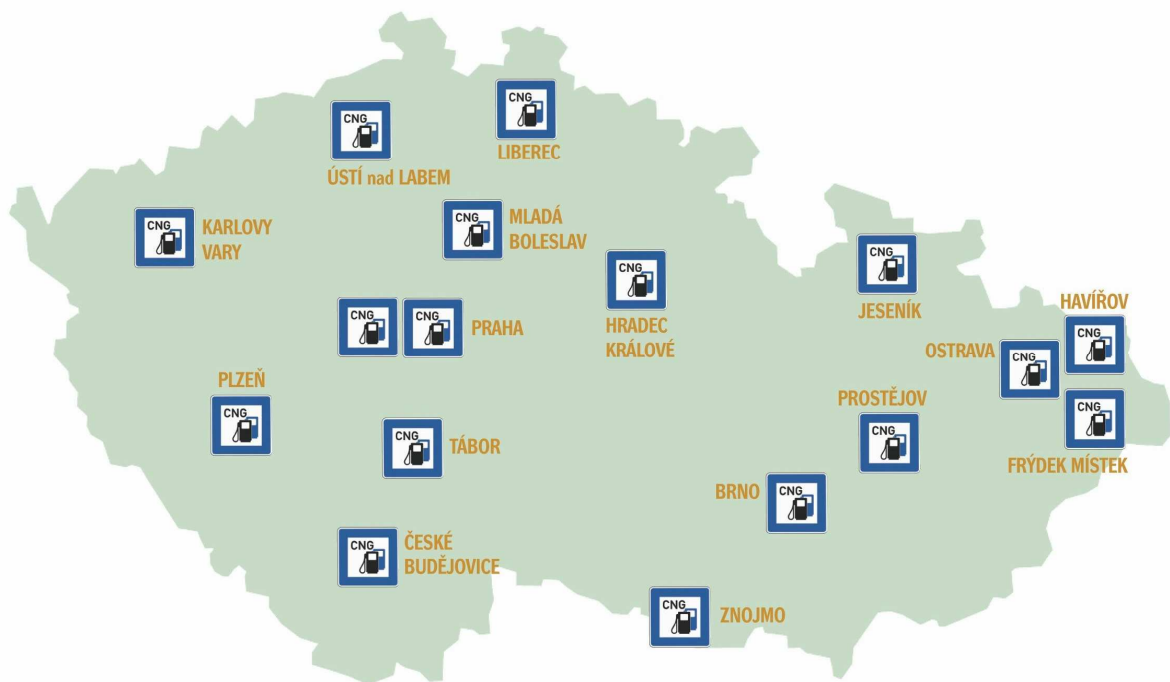 CNG
LIBEREC
CNG
ÚSTÍ nad LABEM
CNG
KARLOVY
VARY
CNG
MLADÁ
BOLESLAV
CNG
HRADEC
KRÁLOVÉ
CNG
JESENÍK
HAVÍŘOV
CNG
CNG
CNG
PRAHA
OSTRAVA
CNG
PLZEŇ
CNG
CNG
TÁBOR
PROSTĚJOV
CNG
CNG
FRÝDEK MÍSTEK
BRNO
CNG
CNG
ČESKÉ
BUDĚJOVICE
CNG
ZNOJMO